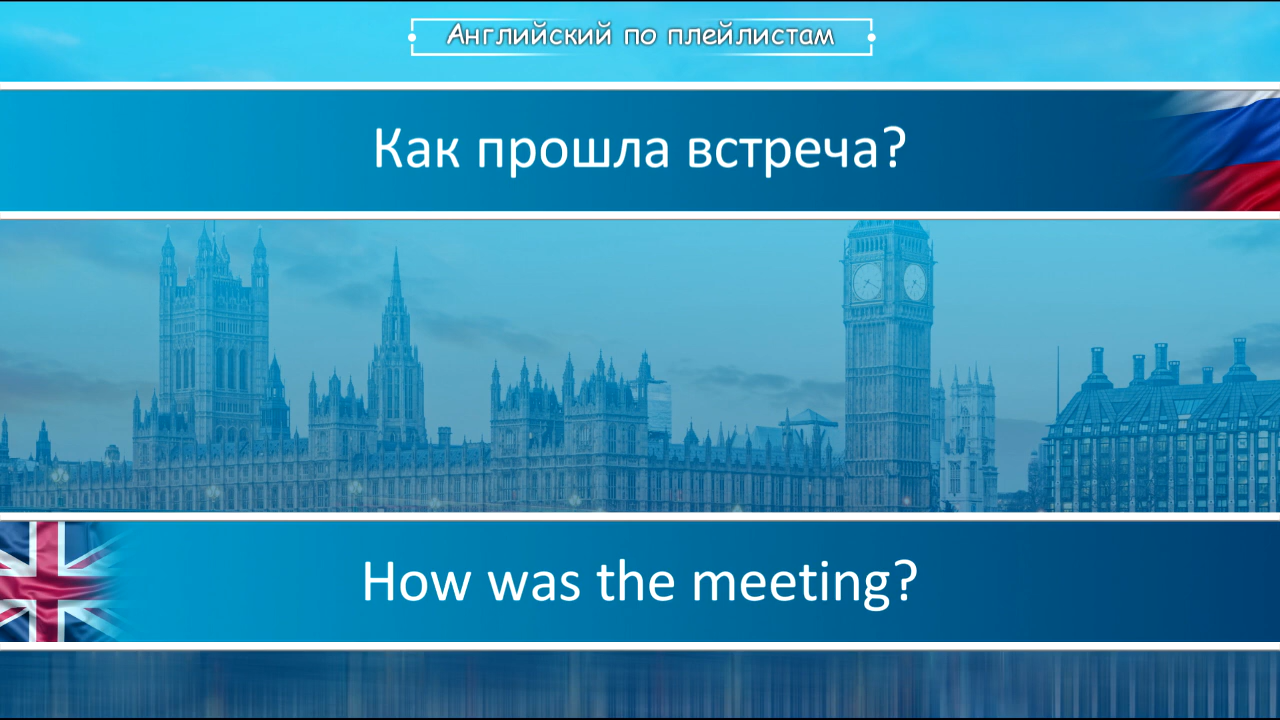 Английский по плейлистам
Как прошла встреча?
How was the meeting?